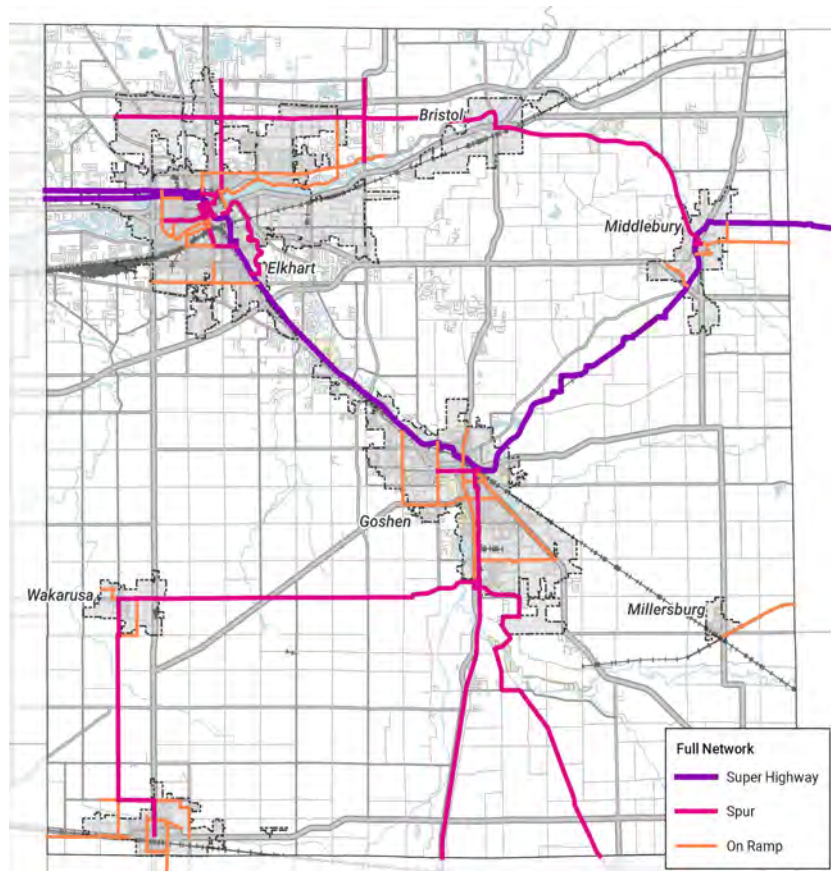 Bristol
Middlebury
Elkhart
Goshen
Wakarusa
Millersburg
Full Network
Super Highway
Spur
On Ramp